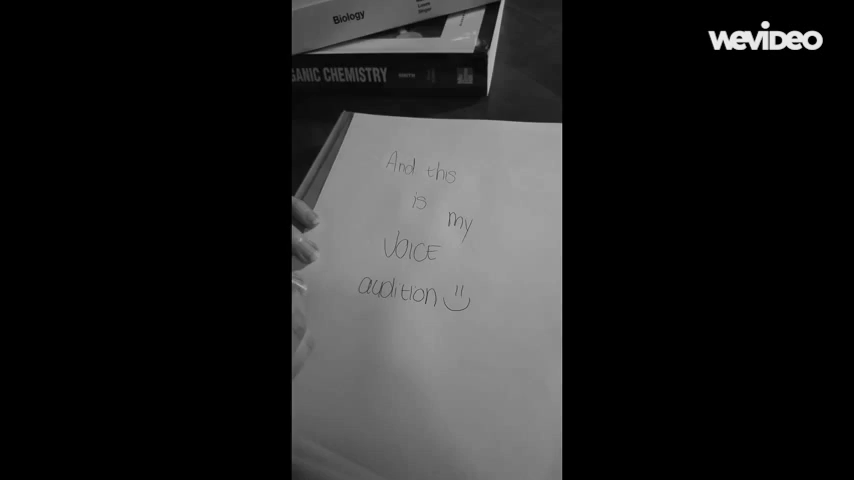 Biology
WEVIDEO
GANIC CHEMISTRY
And this
is
my
VOICE
audition